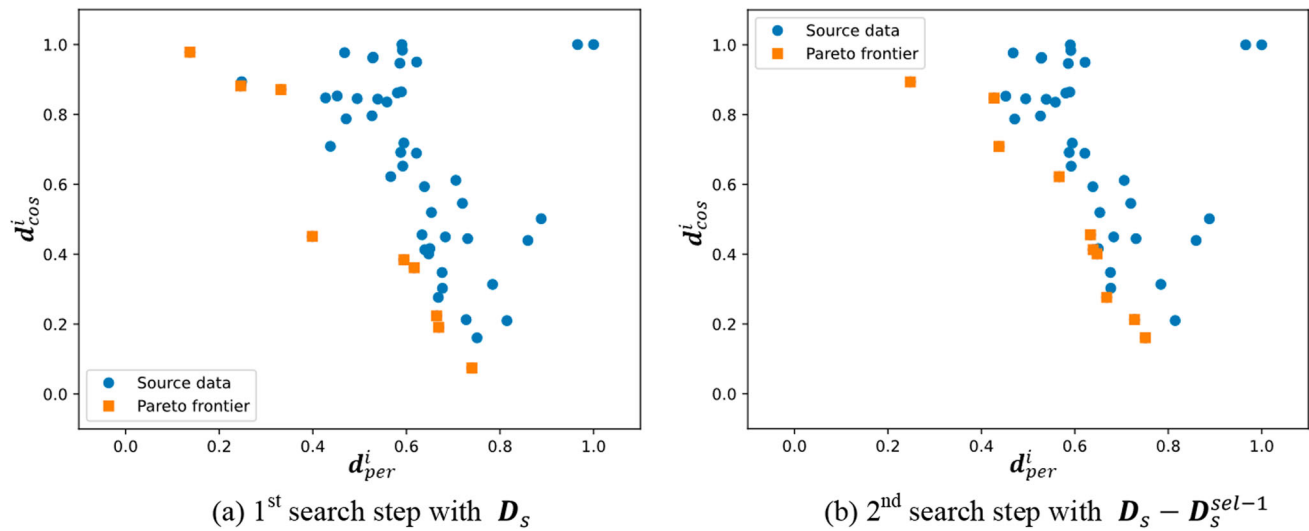 1.0
0.8
0.6
0.4
0.2
0.0
d^i_cos
0.0 0.2 0.4 0.6 0.8 1.0
d^i_per
Source data
Pareto frontier
(a) 1st search step with D_s
Source data
Pareto frontier
1.0
0.8
0.6
0.4
0.2
0.0
d^i_cos
0.0 0.2 0.4 0.6 0.8 1.0
d^i_per
(b) 2nd search step with D_s − D_s^{sel−1}